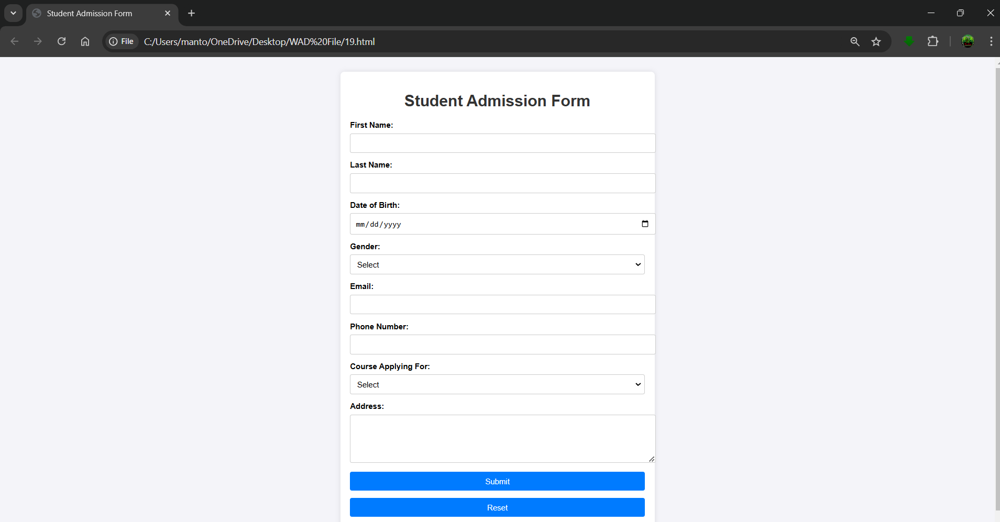 Student Admission Form
File C:/Users/manto/OneDrive/Desktop/WAD%20File/19.html
Student Admission Form
First Name:
Last Name:
Date of Birth:
mm/dd/yyyy
Gender:
Select
Email:
Phone Number:
Course Applying For:
Select
Address:
Submit
Reset